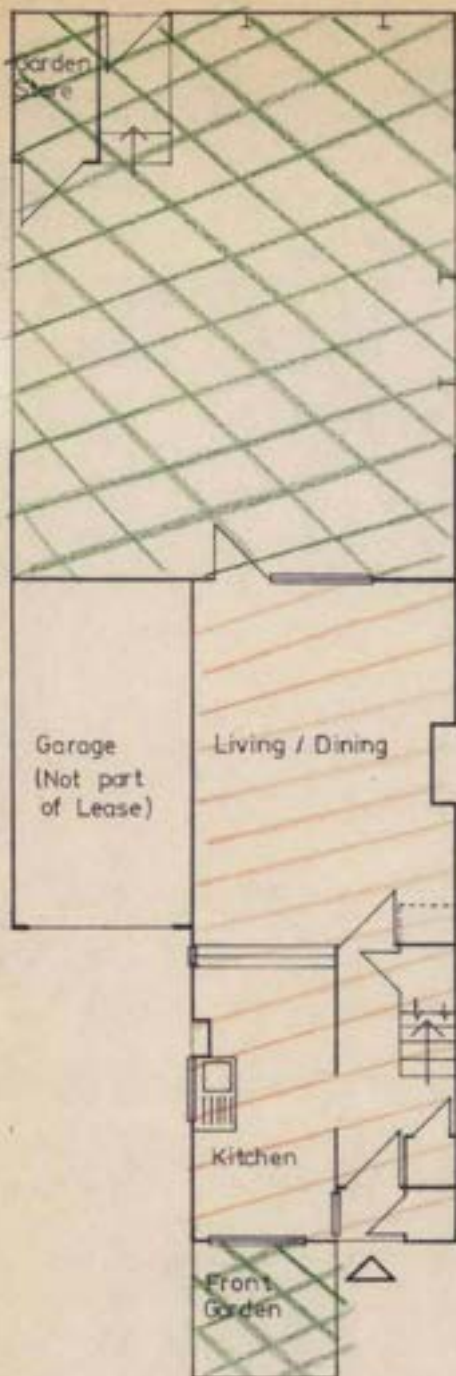 Garden
Store
Garage
(Not part
of Lease)
Living / Dining
Kitchen
Front
Garden